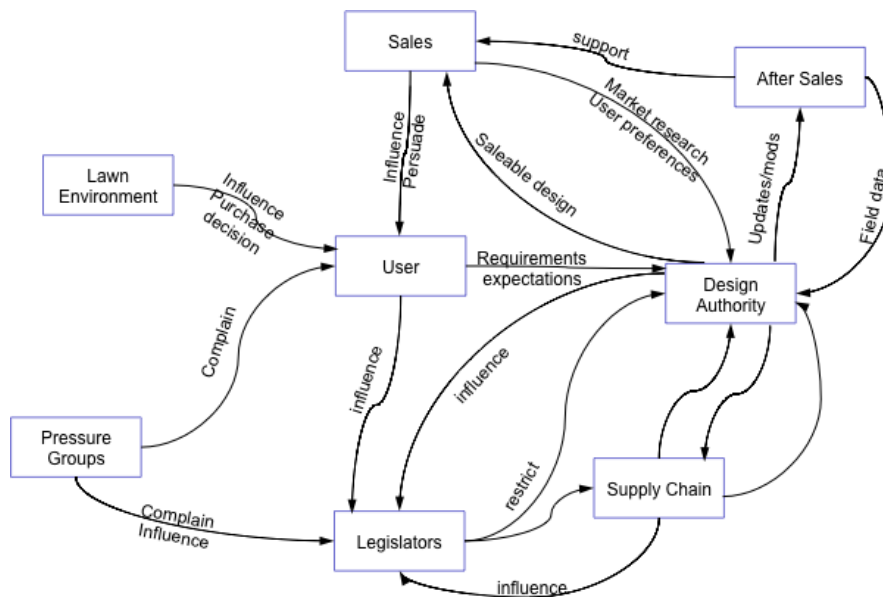 Sales
support
After Sales
Market research
User preferences
Influence
Persuade
Saleable design
Updates/mods
Field data
Lawn
Environment
Influence
Purchase
decision
User
Requirements
expectations
Design
Authority
Complain
influence
influence
restrict
Pressure
Groups
Supply Chain
Complain
Influence
Legislators
influence